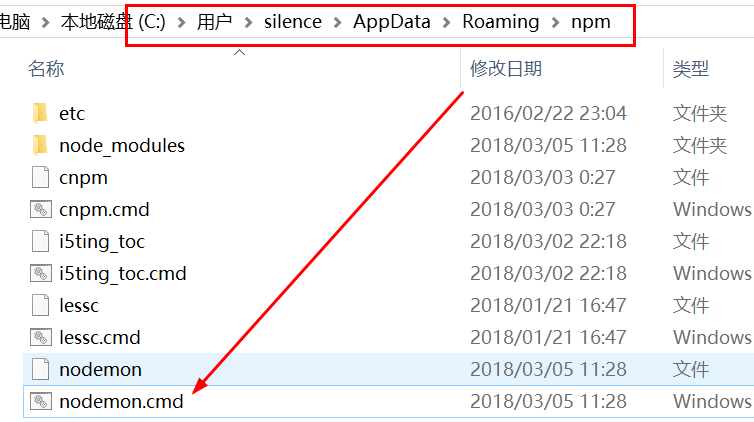 电脑 > 本地磁盘 (C:) > 用户 > silence > AppData > Roaming > npm
名称 修改日期 类型
etc 2016/02/22 23:04 文件夹
node_modules 2018/03/05 11:28 文件夹
cnpm 2018/03/03 0:27 文件
cnpm.cmd 2018/03/03 0:27 Windows
i5ting_toc 2018/03/02 22:18 文件
i5ting_toc.cmd 2018/03/02 22:18 Windows
lessc 2018/01/21 16:47 文件
lessc.cmd 2018/01/21 16:47 Windows
nodemon 2018/03/05 11:28 文件
nodemon.cmd 2018/03/05 11:28 Windows